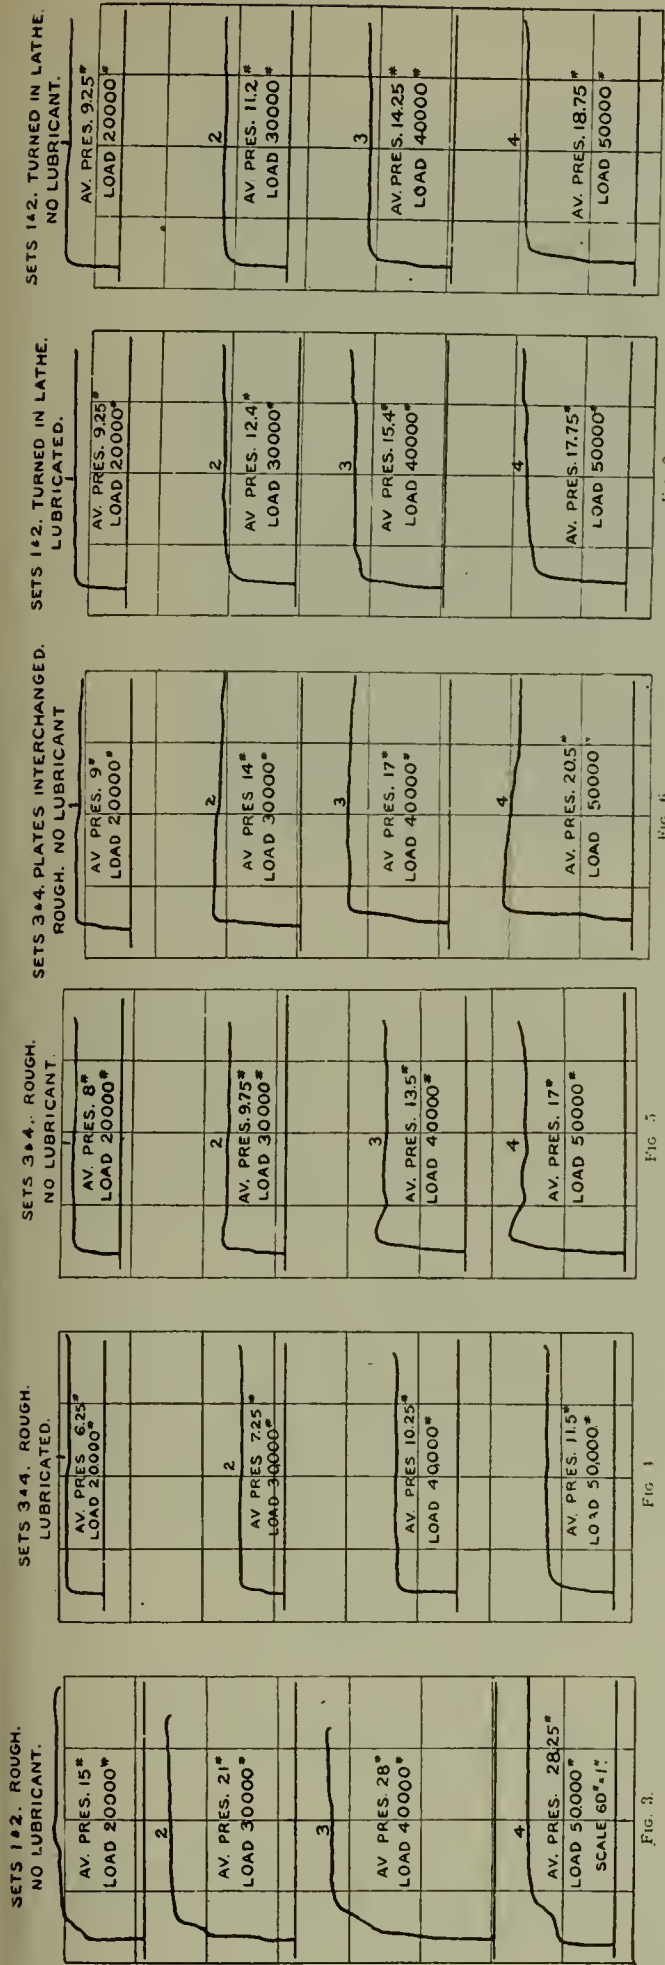 SETS 1&2. ROUGH.
NO LUBRICANT.
1
AV. PRES. 15#
LOAD 20000#
2
AV. PRES. 21#
LOAD 30000#
3
AV PRES. 28#
LOAD 40000#
4
AV. PRES. 28.25#
LOAD 50000#
SCALE 60#=1".
FIG. 3.
SETS 3&4. ROUGH.
LUBRICATED.
1
AV. PRES 6.25#
LOAD 20000#
2
AV PRES 7.25#
LOAD 30000#
AV. PRES 10.25#
LOAD 40,000#
AV. PRES. 11.5#
LOAD 50,000.#
FIG
SETS 3&4. ROUGH.
NO LUBRICANT.
1
AV. PRES. 8#
LOAD 20000#
2
AV. PRES. 9.75#
LOAD 30000#
3
AV. PRES. 13.5#
LOAD 40000#
4
AV. PRES. 17#
LOAD 50000#
FIG 5
SETS 3&4. PLATES INTERCHANGED.
ROUGH. NO LUBRICANT
1
AV PRES. 9#
LOAD 20000#
2
AV PRES 14#
LOAD 30000#
3
AV. PRES. 17#
LOAD 40000#
4
AV. PRES. 20.5#
LOAD 50000"
SETS 1&2. TURNED IN LATHE.
LUBRICATED.
1
AV. PRES. 9.25#
LOAD 20000#
2
AV PRES. 12.4#
LOAD 30000#
3
AV PRES. 15.4#
LOAD 40000#
4
AV. PRES. 17.75#
LOAD 50000#
SETS 1&2. TURNED IN LATHE.
NO LUBRICANT.
AV. PRES. 9.25#
LOAD 20000#
2
AV. PRES. 11.2#
LOAD 30000#
3
AV. PRES. 14.25#
LOAD 40000#
4
AV. PRES. 18.75#
LOAD 50000#